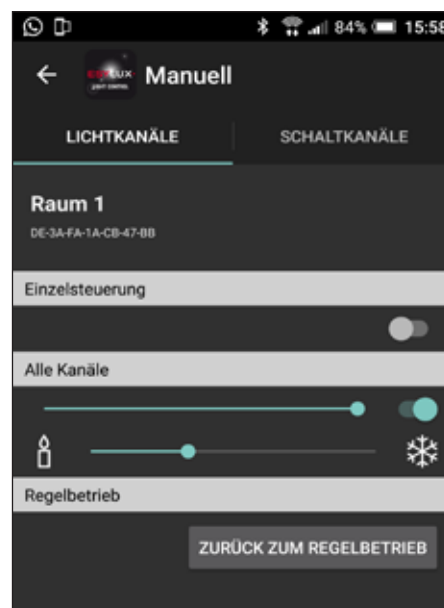 84% 15:58
Manuell
LICHTKANÄLE SCHALTKANÄLE
Raum 1
DE-3A-FA-1A-CB-47-BB
Einzelsteuerung
Alle Kanäle
Regelbetrieb
ZURÜCK ZUM REGELBETRIEB